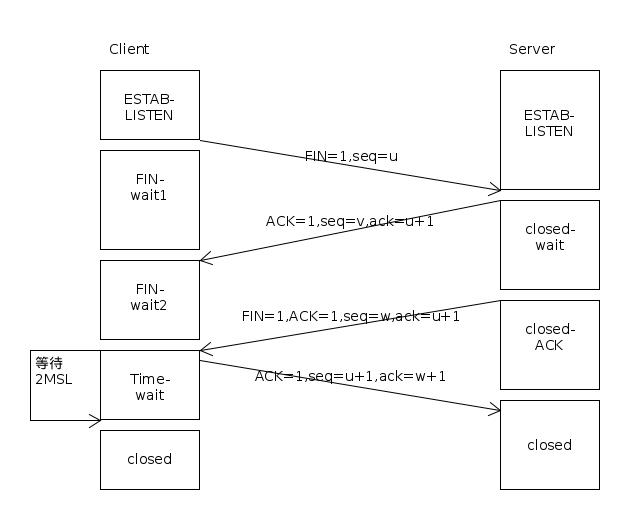 Client
Server
ESTAB-
LISTEN
ESTAB-
LISTEN
FIN=1,seq=u
FIN-
wait1
ACK=1,seq=v,ack=u+1
closed-
wait
FIN-
wait2
FIN=1,ACK=1,seq=w,ack=u+1
closed-
ACK
等待
2MSL
Time-
wait
ACK=1,seq=u+1,ack=w+1
closed
closed